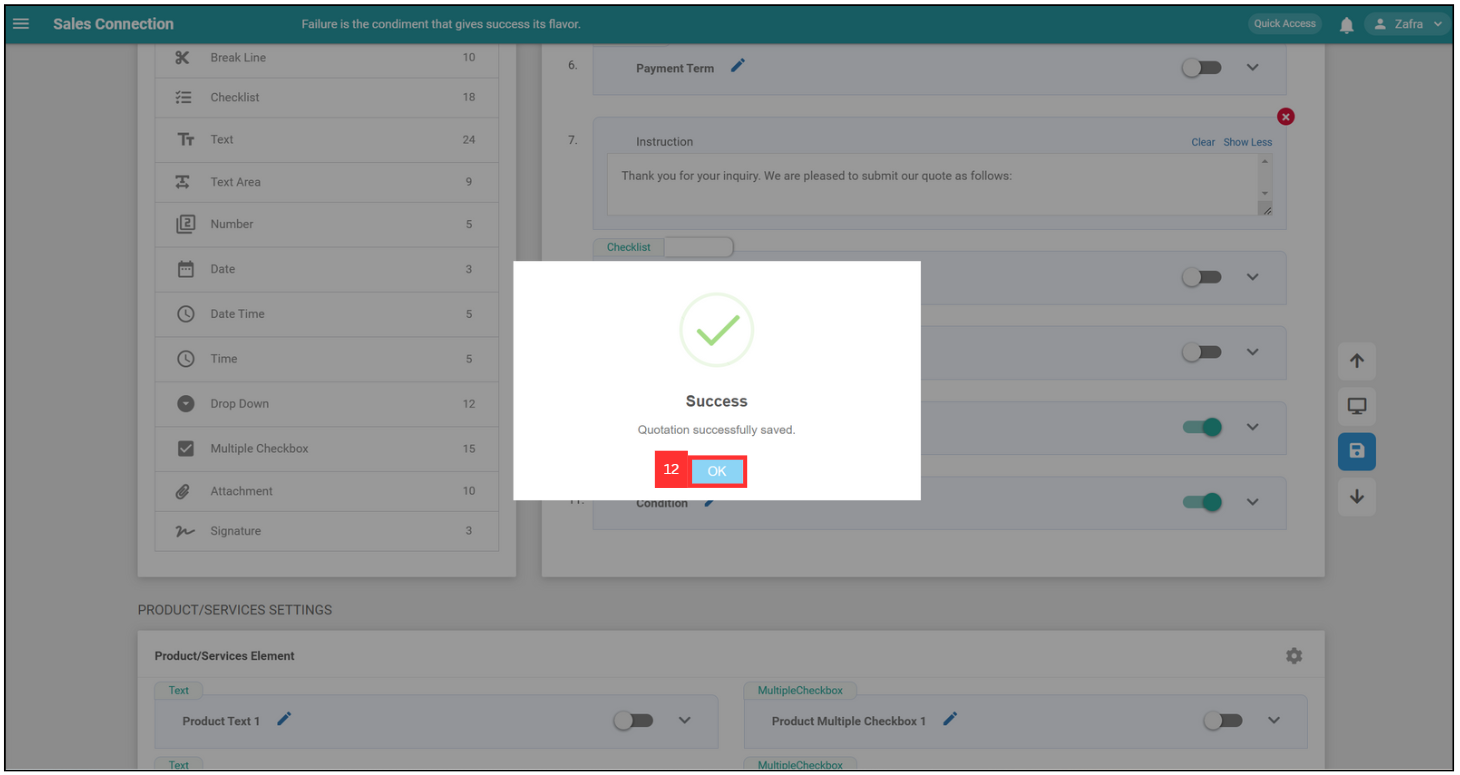 Sales Connection
Failure is the condiment that gives success its flavor.
Quick Access
Zafra
Break Line 10
Checklist 18
Text 24
Text Area 9
Number 5
Date 3
Date Time 5
Time 5
Drop Down 12
Multiple Checkbox 15
Attachment 10
Signature 3
6. Payment Term
7. Instruction
Clear Show Less
Thank you for your inquiry. We are pleased to submit our quote as follows:
Checklist
Success
Quotation successfully saved.
12 OK
11. Condition
PRODUCT/SERVICES SETTINGS
Product/Services Element
Text
Product Text 1
MultipleCheckbox
Product Multiple Checkbox 1
Text
MultipleCheckbox